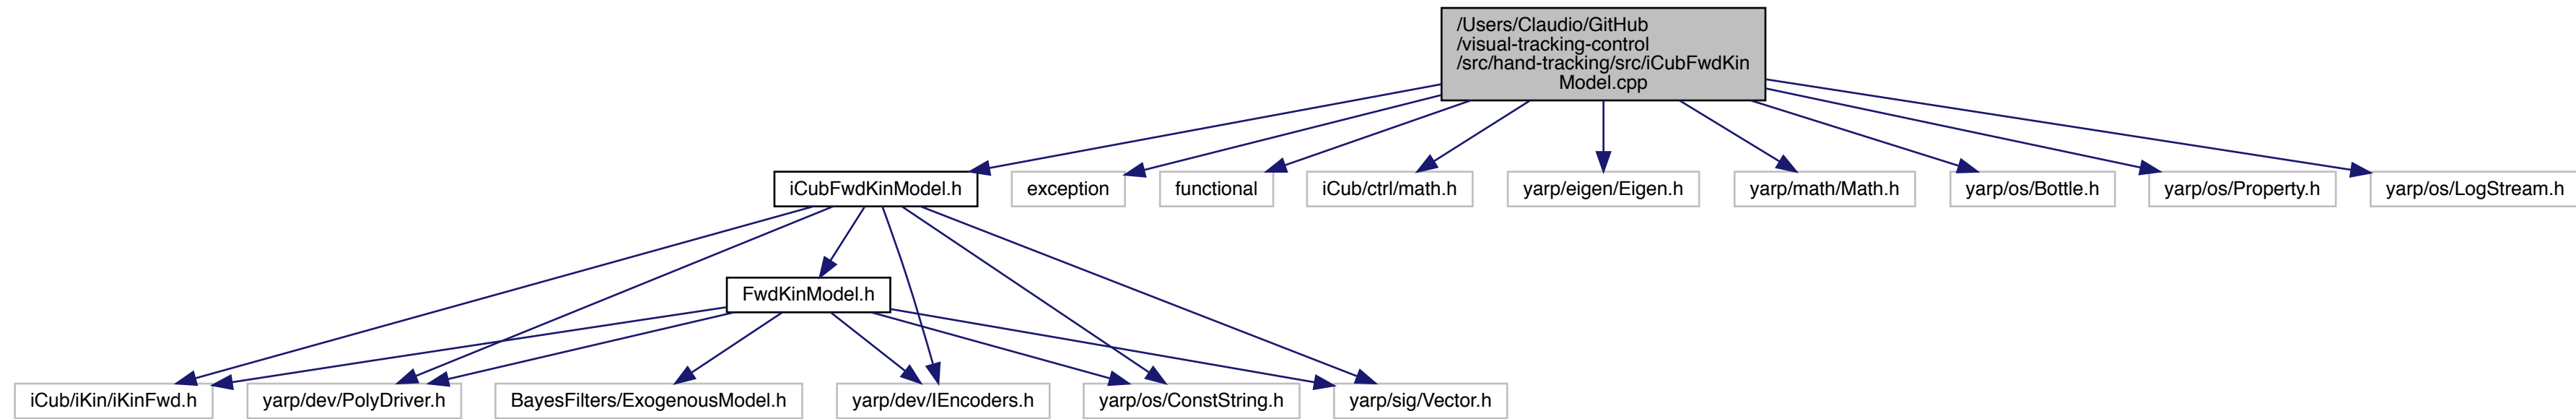 /Users/Claudio/GitHub
/visual-tracking-control
/src/hand-tracking/src/iCubFwdKin
Model.cpp
iCubFwdKinModel.h
exception
functional
iCub/ctrl/math.h
yarp/eigen/Eigen.h
yarp/math/Math.h
yarp/os/Bottle.h
yarp/os/Property.h
yarp/os/LogStream.h
FwdKinModel.h
iCub/iKin/iKinFwd.h
yarp/dev/PolyDriver.h
BayesFilters/ExogenousModel.h
yarp/dev/IEncoders.h
yarp/os/ConstString.h
yarp/sig/Vector.h